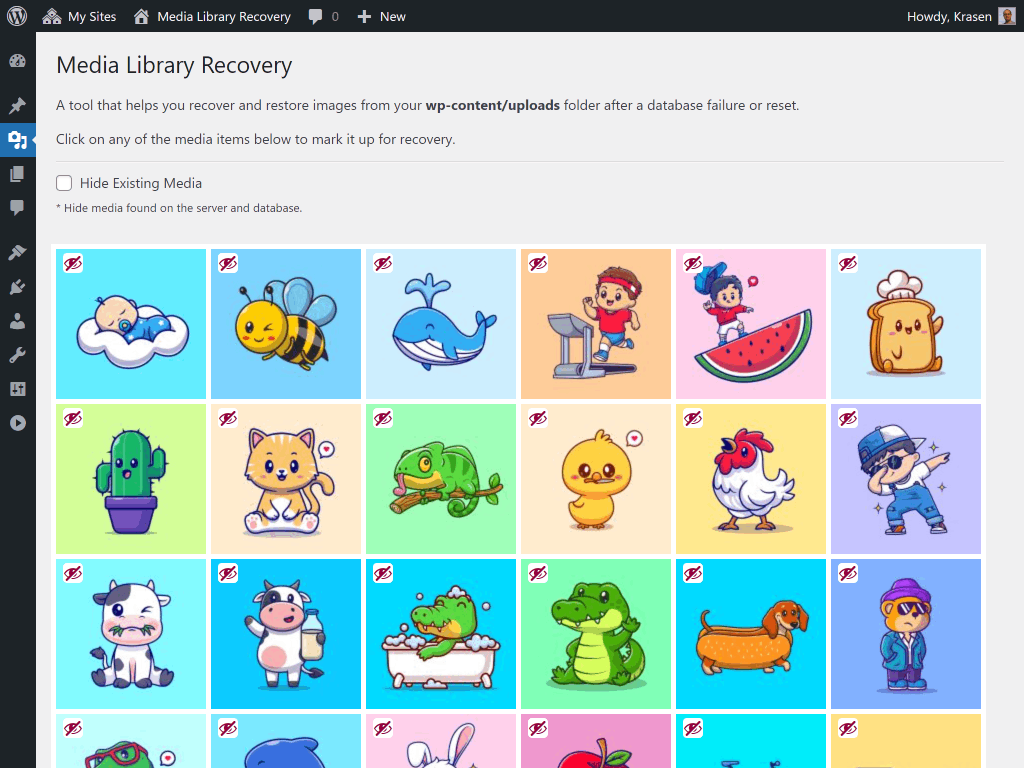 My Sites Media Library Recovery 0 New Howdy, Krasen
Media Library Recovery
A tool that helps you recover and restore images from your wp-content/uploads folder after a database failure or reset.
Click on any of the media items below to mark it up for recovery.
Hide Existing Media
* Hide media found on the server and database.